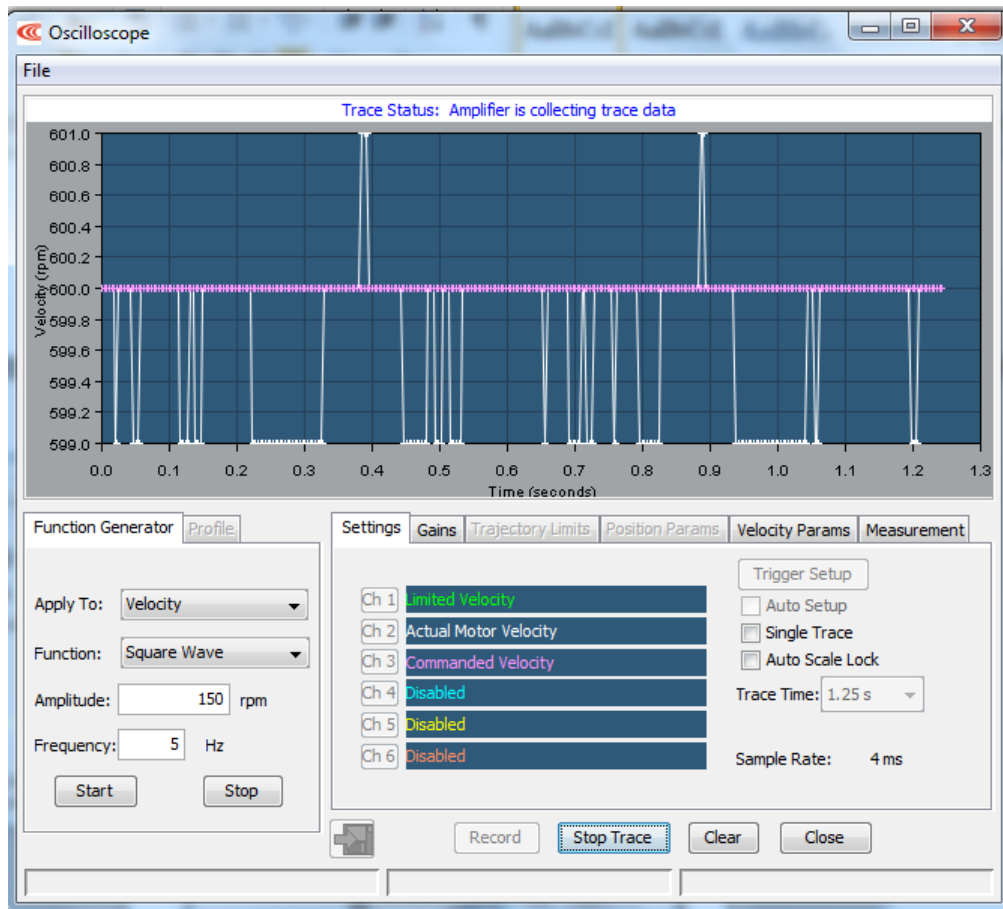 Oscilloscope
File
Trace Status: Amplifier is collecting trace data
601.0
600.8
600.6
600.4
600.2
600.0
599.8
599.6
599.4
599.2
599.0
Velocity (rpm)
0.0 0.1 0.2 0.3 0.4 0.5 0.6 0.7 0.8 0.9 1.0 1.1 1.2 1.3
Time (seconds)
Function Generator Profile
Apply To: Velocity
Function: Square Wave
Amplitude: 150 rpm
Frequency: 5 Hz
Start Stop
Settings Gains Trajectory Limits Position Params Velocity Params Measurement
Ch 1 Limited Velocity
Ch 2 Actual Motor Velocity
Ch 3 Commanded Velocity
Ch 4 Disabled
Ch 5 Disabled
Ch 6 Disabled
Trigger Setup
Auto Setup
Single Trace
Auto Scale Lock
Trace Time: 1.25 s
Sample Rate: 4 ms
Record Stop Trace Clear Close